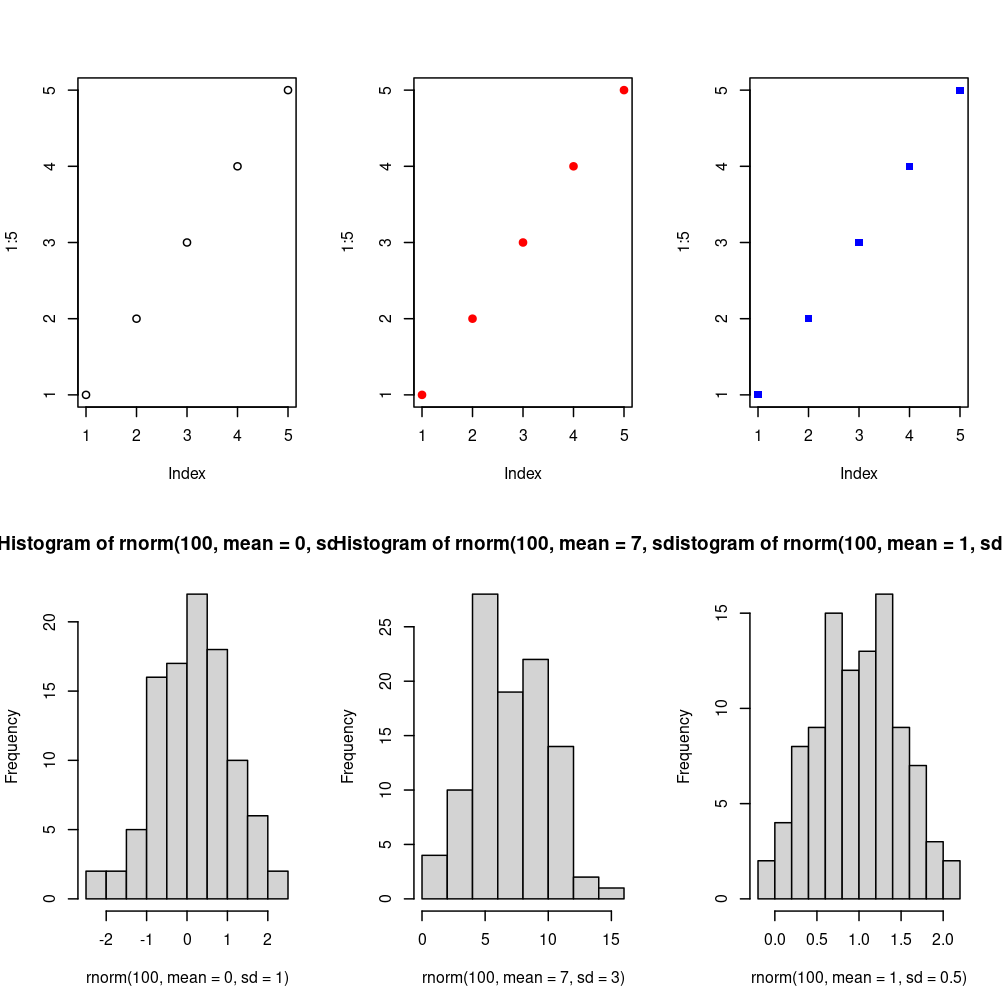 5
4
3
2
1
1:5
1 2 3 4 5
Index
5
4
3
2
1
1:5
1 2 3 4 5
Index
5
4
3
2
1
1:5
1 2 3 4 5
Index
Histogram of rnorm(100, mean = 0, sd
20
15
10
5
0
Frequency
-2 -1 0 1 2
rnorm(100, mean = 0, sd = 1)
Histogram of rnorm(100, mean = 7, sd
25
20
15
10
5
0
Frequency
0 5 10 15
rnorm(100, mean = 7, sd = 3)
istogram of rnorm(100, mean = 1, sd
15
10
5
0
Frequency
0.0 0.5 1.0 1.5 2.0
rnorm(100, mean = 1, sd = 0.5)